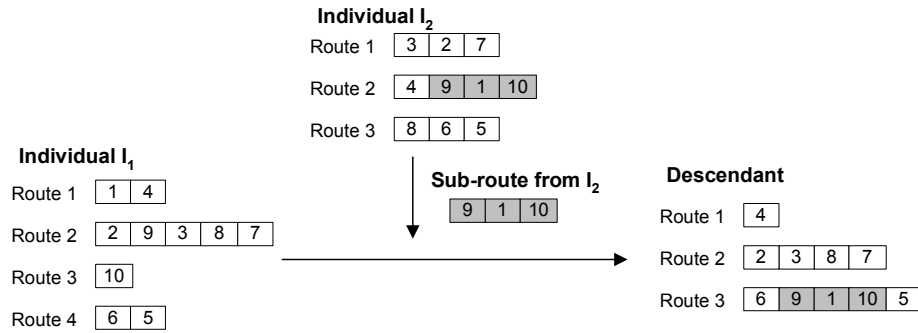 Individual I2
Route 1 3 2 7
Route 2 4 9 1 10
Route 3 8 6 5
Individual I1
Route 1 1 4
Route 2 2 9 3 8 7
Route 3 10
Route 4 6 5
Sub-route from I2
9 1 10
Descendant
Route 1 4
Route 2 2 3 8 7
Route 3 6 9 1 10 5